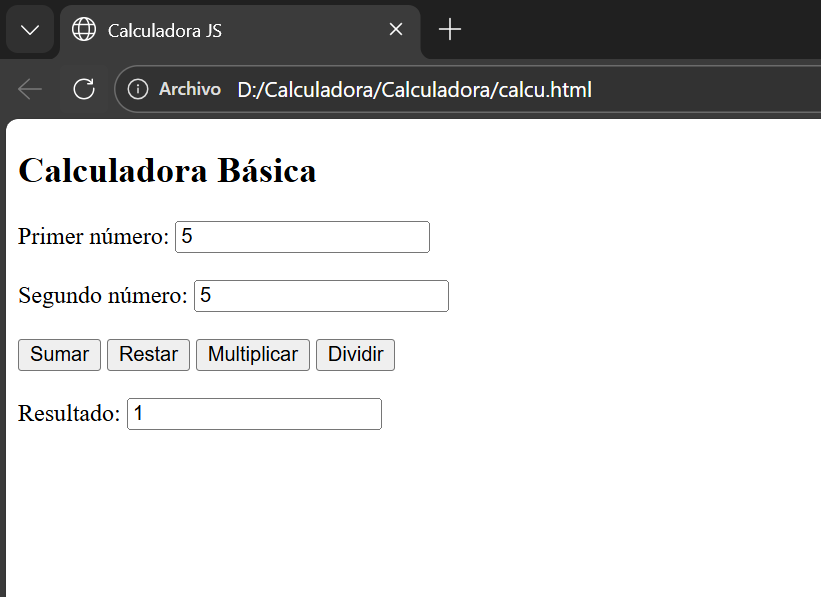 Calculadora JS
Archivo D:/Calculadora/Calculadora/calcu.html
Calculadora Básica
Primer número: 5
Segundo número: 5
Sumar Restar Multiplicar Dividir
Resultado: 1